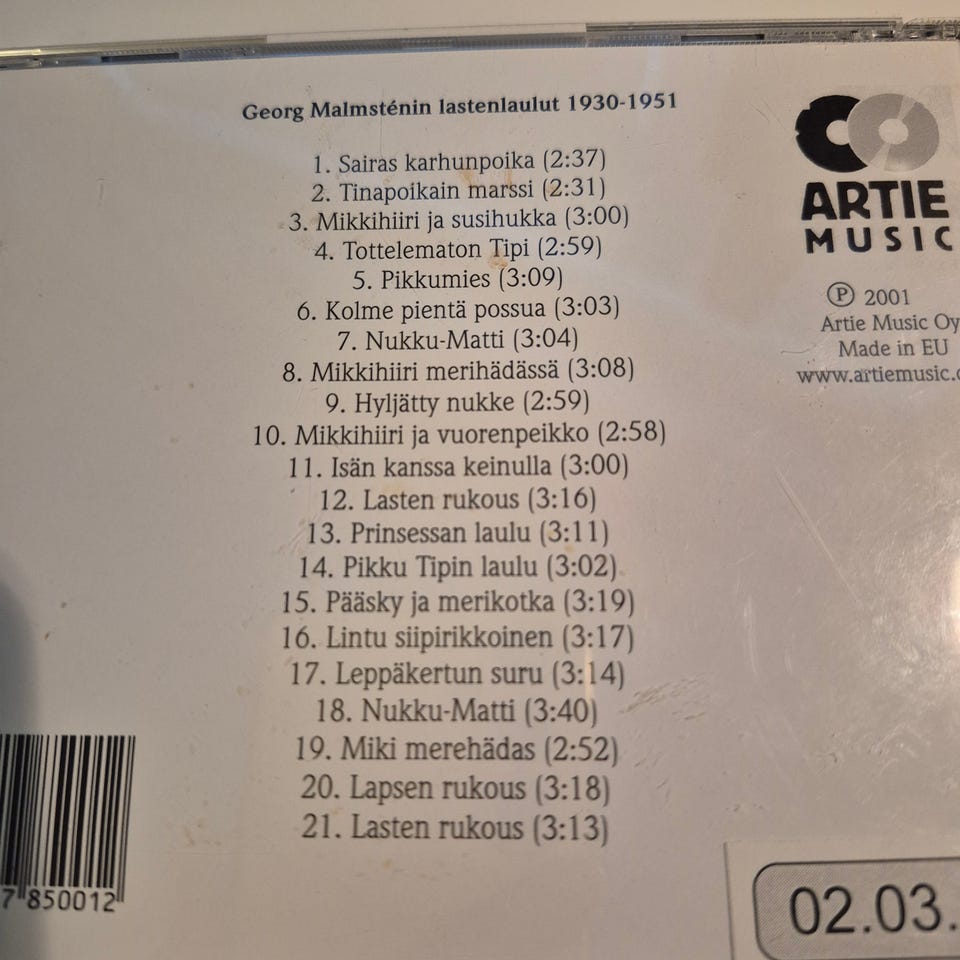 Georg Malmsténin lastenlaulut 1930-1951
1. Sairas karhunpoika (2:37)
2. Tinapoikain marssi (2:31)
3. Mikkihiiri ja susihukka (3:00)
4. Tottelematon Tipi (2:59)
5. Pikkumies (3:09)
6. Kolme pientä possua (3:03)
7. Nukku-Matti (3:04)
8. Mikkihiiri merihädässä (3:08)
9. Hyljätty nukke (2:59)
10. Mikkihiiri ja vuorenpeikko (2:58)
11. Isän kanssa keinulla (3:00)
12. Lasten rukous (3:16)
13. Prinsessan laulu (3:11)
14. Pikku Tipin laulu (3:02)
15. Pääsky ja merikotka (3:19)
16. Lintu siipirikkoinen (3:17)
17. Leppäkertun suru (3:14)
18. Nukku-Matti (3:40)
19. Miki merehädas (2:52)
20. Lapsen rukous (3:18)
21. Lasten rukous (3:13)
ARTIE
MUSIC
℗ 2001
Artie Music Oy
Made in EU
www.artiemusic.
7 850012
02.03.